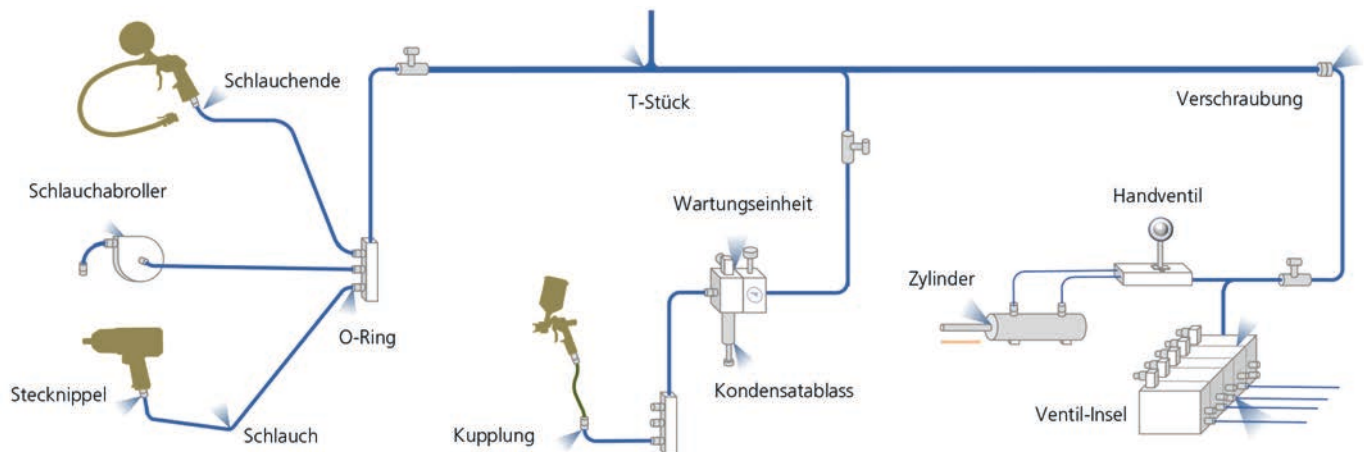 Schlauchende
T-Stück
Verschraubung
Schlauchabroller
Wartungseinheit
Handventil
Zylinder
O-Ring
Stecknippel
Kondensatablass
Schlauch
Kupplung
Ventil-Insel